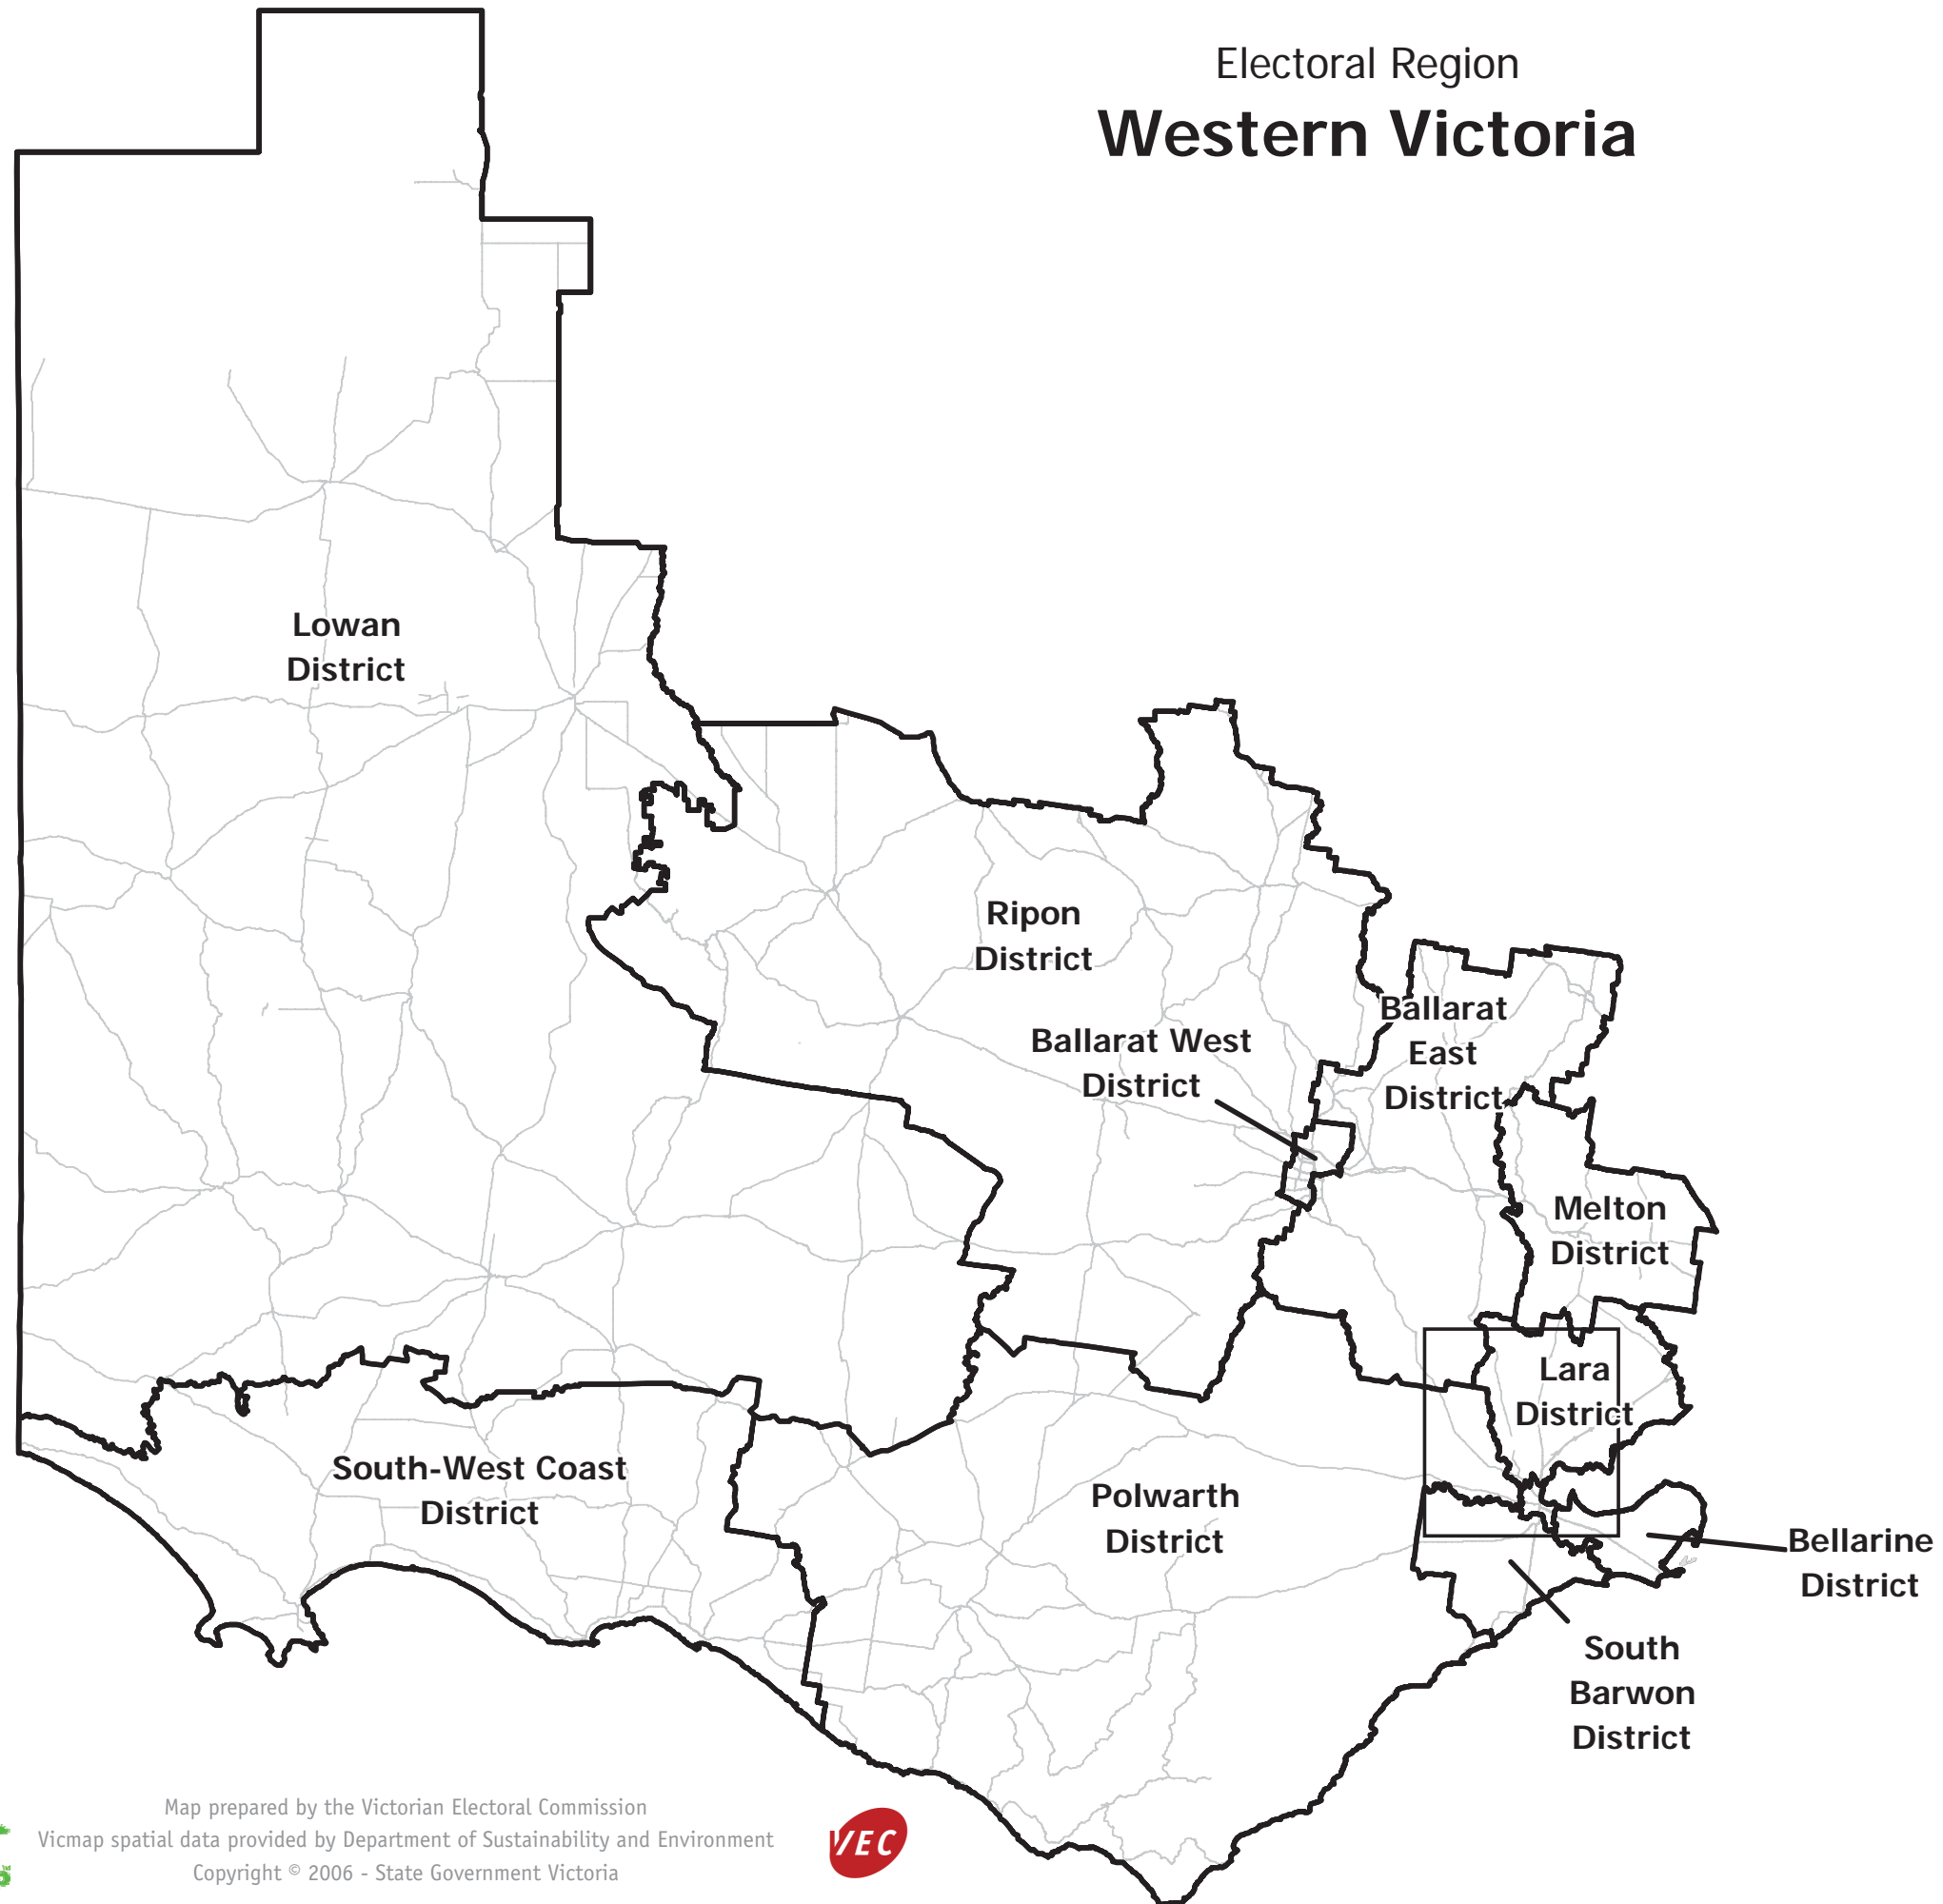 Electoral Region
Western Victoria
Lowan
District
Ripon
District
Ballarat West
District
Ballarat
East
District
Melton
District
Lara
District
South-West Coast
District
Polwarth
District
Bellarine
District
South
Barwon
District
Map prepared by the Victorian Electoral Commission
Vicmap spatial data provided by Department of Sustainability and Environment
Copyright © 2006 - State Government Victoria
VEC